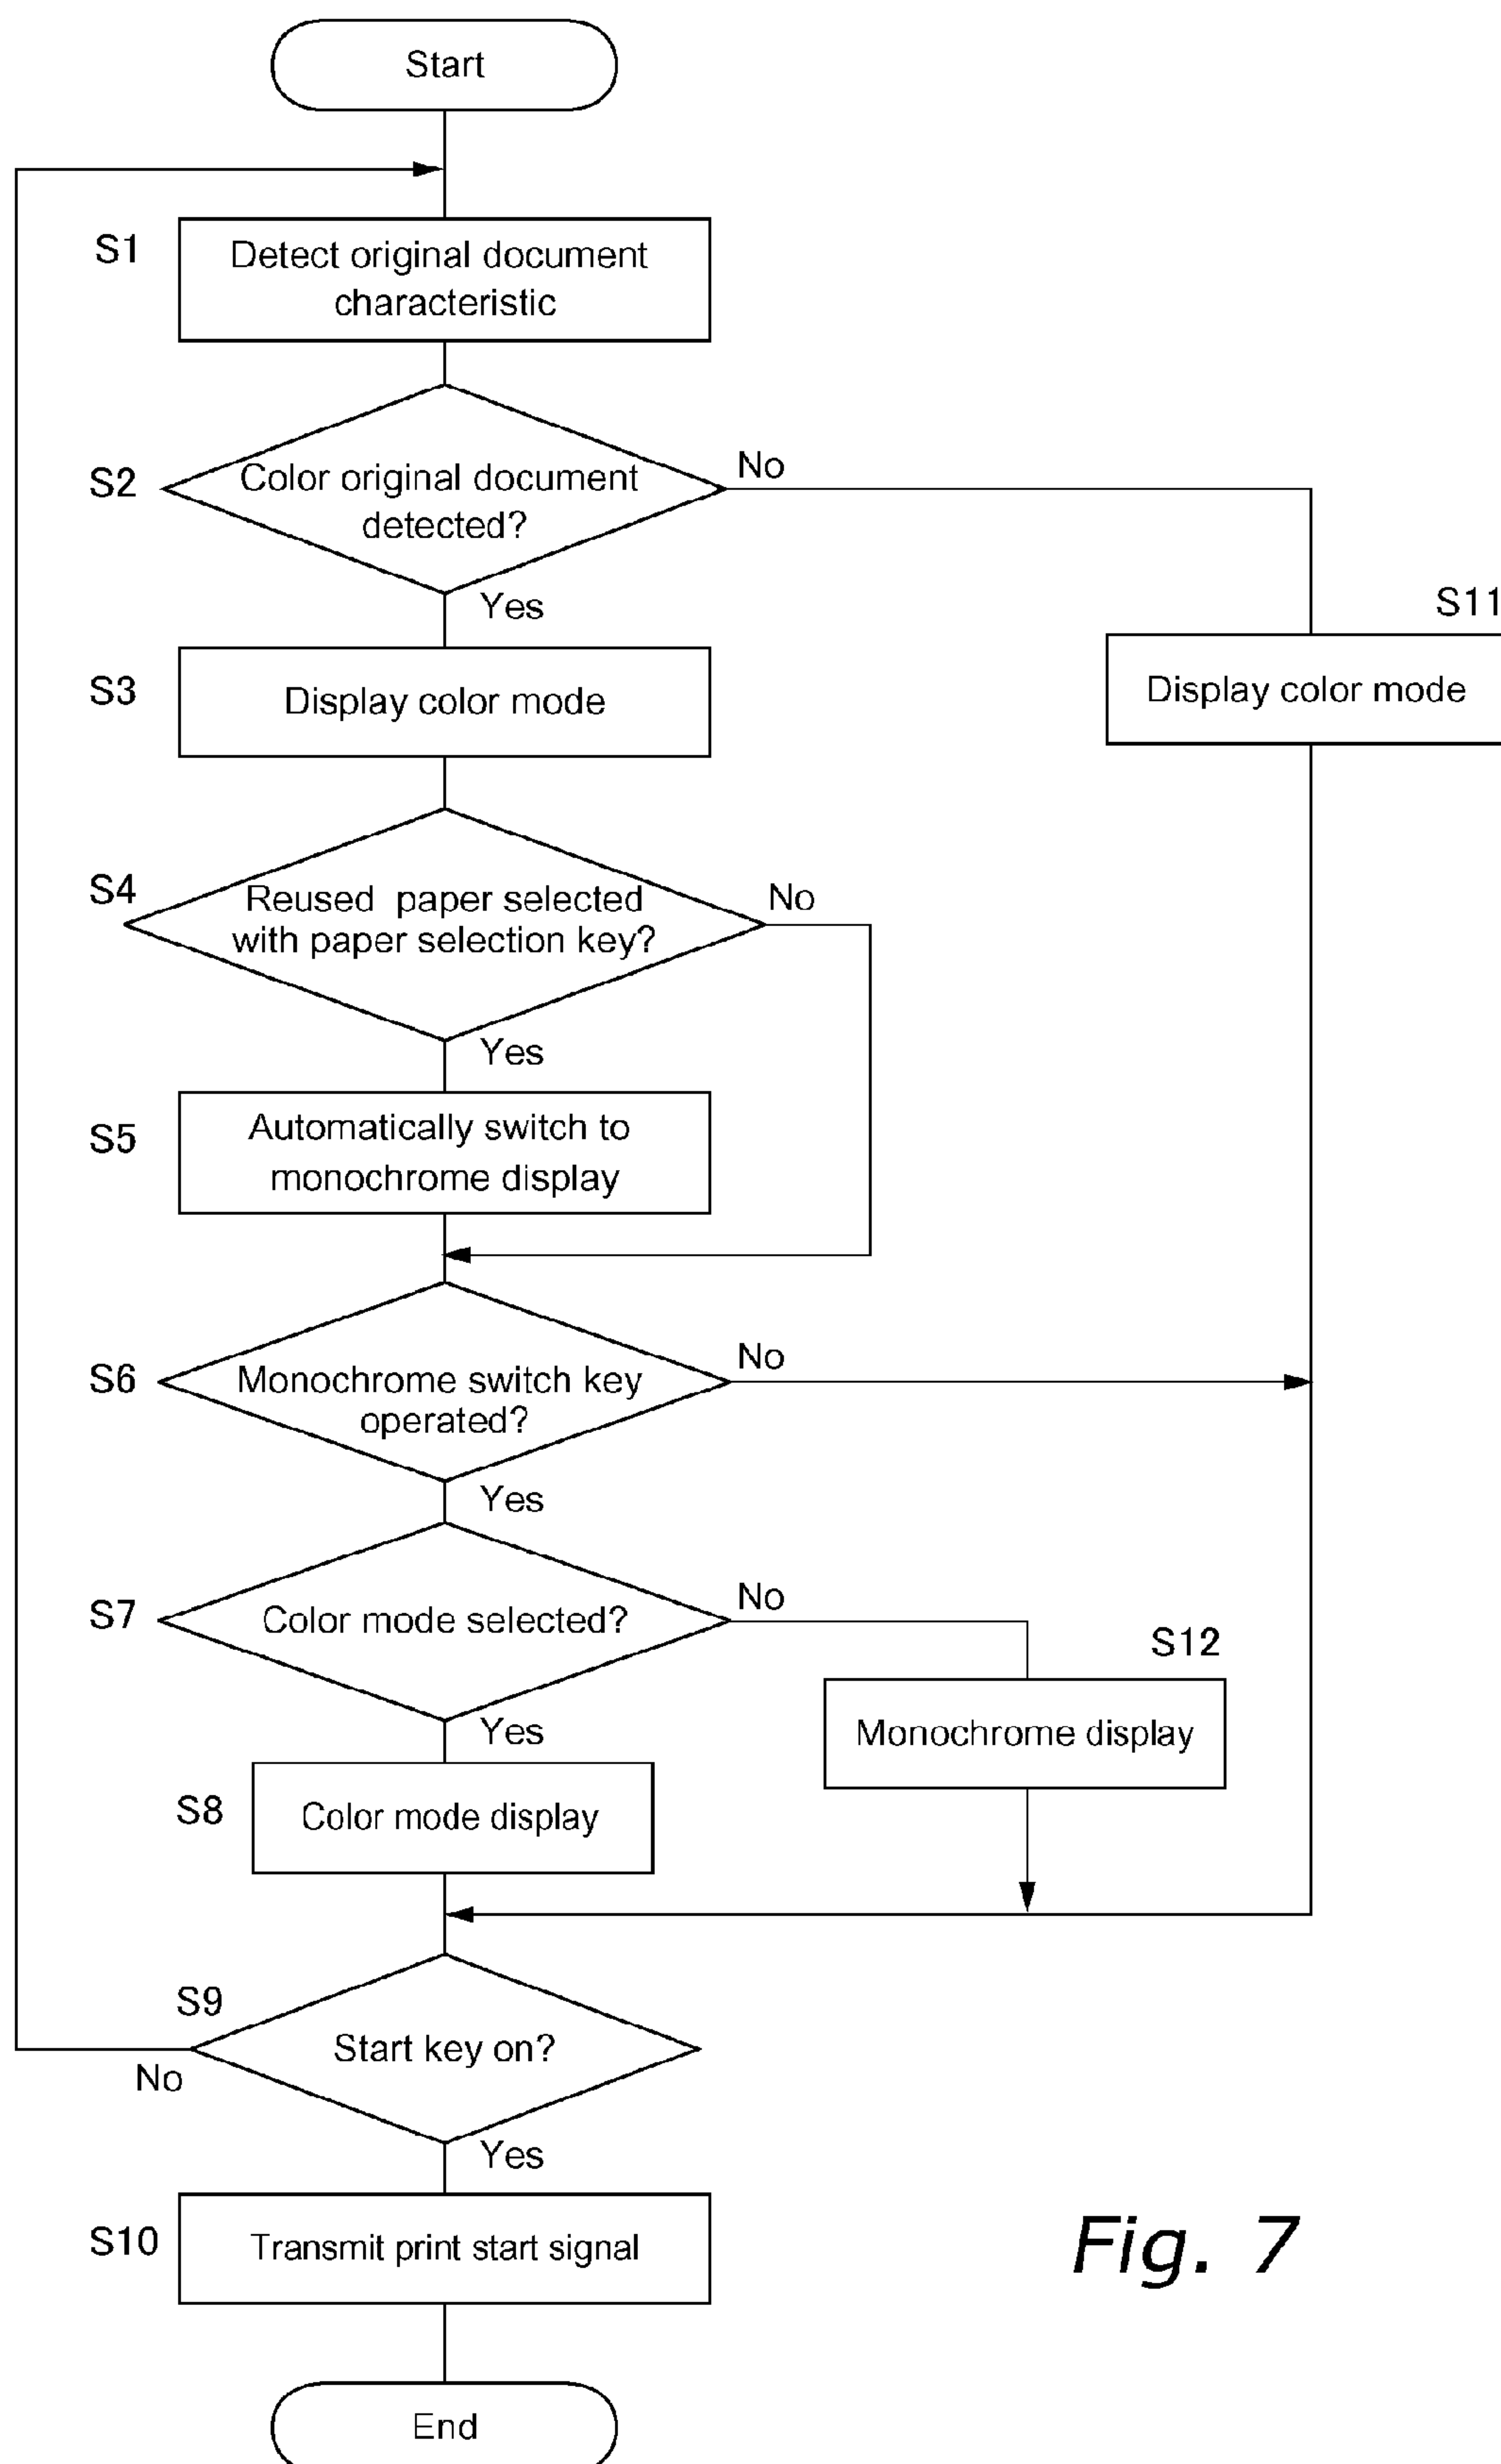 Start
S1
Detect original document
characteristic
S2
Color original document
detected?
No
Yes
S11
S3
Display color mode
Display color mode
S4
Reused paper selected
with paper selection key?
No
Yes
S5
Automatically switch to
monochrome display
S6
Monochrome switch key
operated?
No
Yes
S7
Color mode selected?
No
S12
Yes
Monochrome display
S8
Color mode display
S9
Start key on?
No
Yes
S10
Transmit print start signal
Fig. 7
End